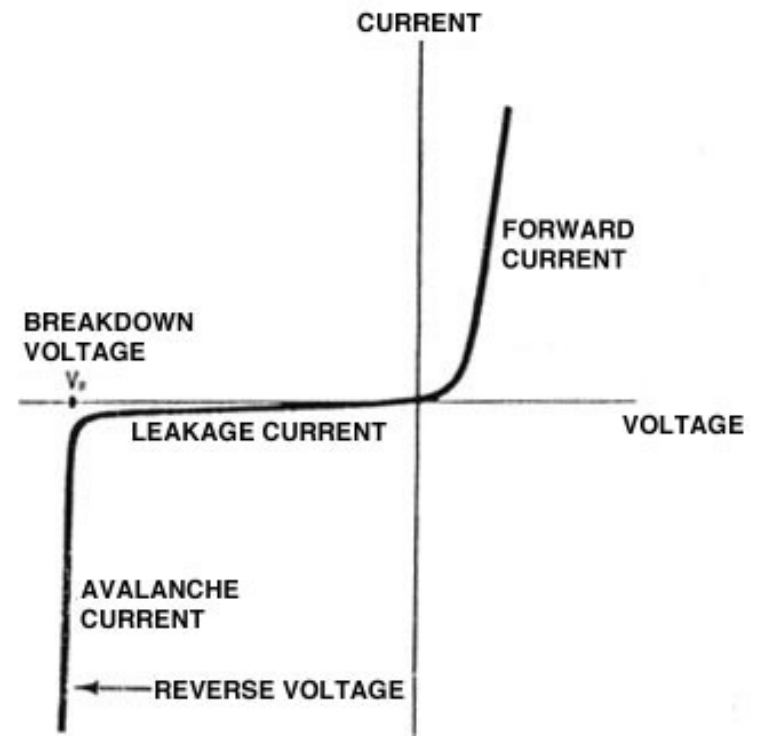 CURRENT
FORWARD
CURRENT
BREAKDOWN
VOLTAGE
LEAKAGE CURRENT
VOLTAGE
AVALANCHE
CURRENT
REVERSE VOLTAGE